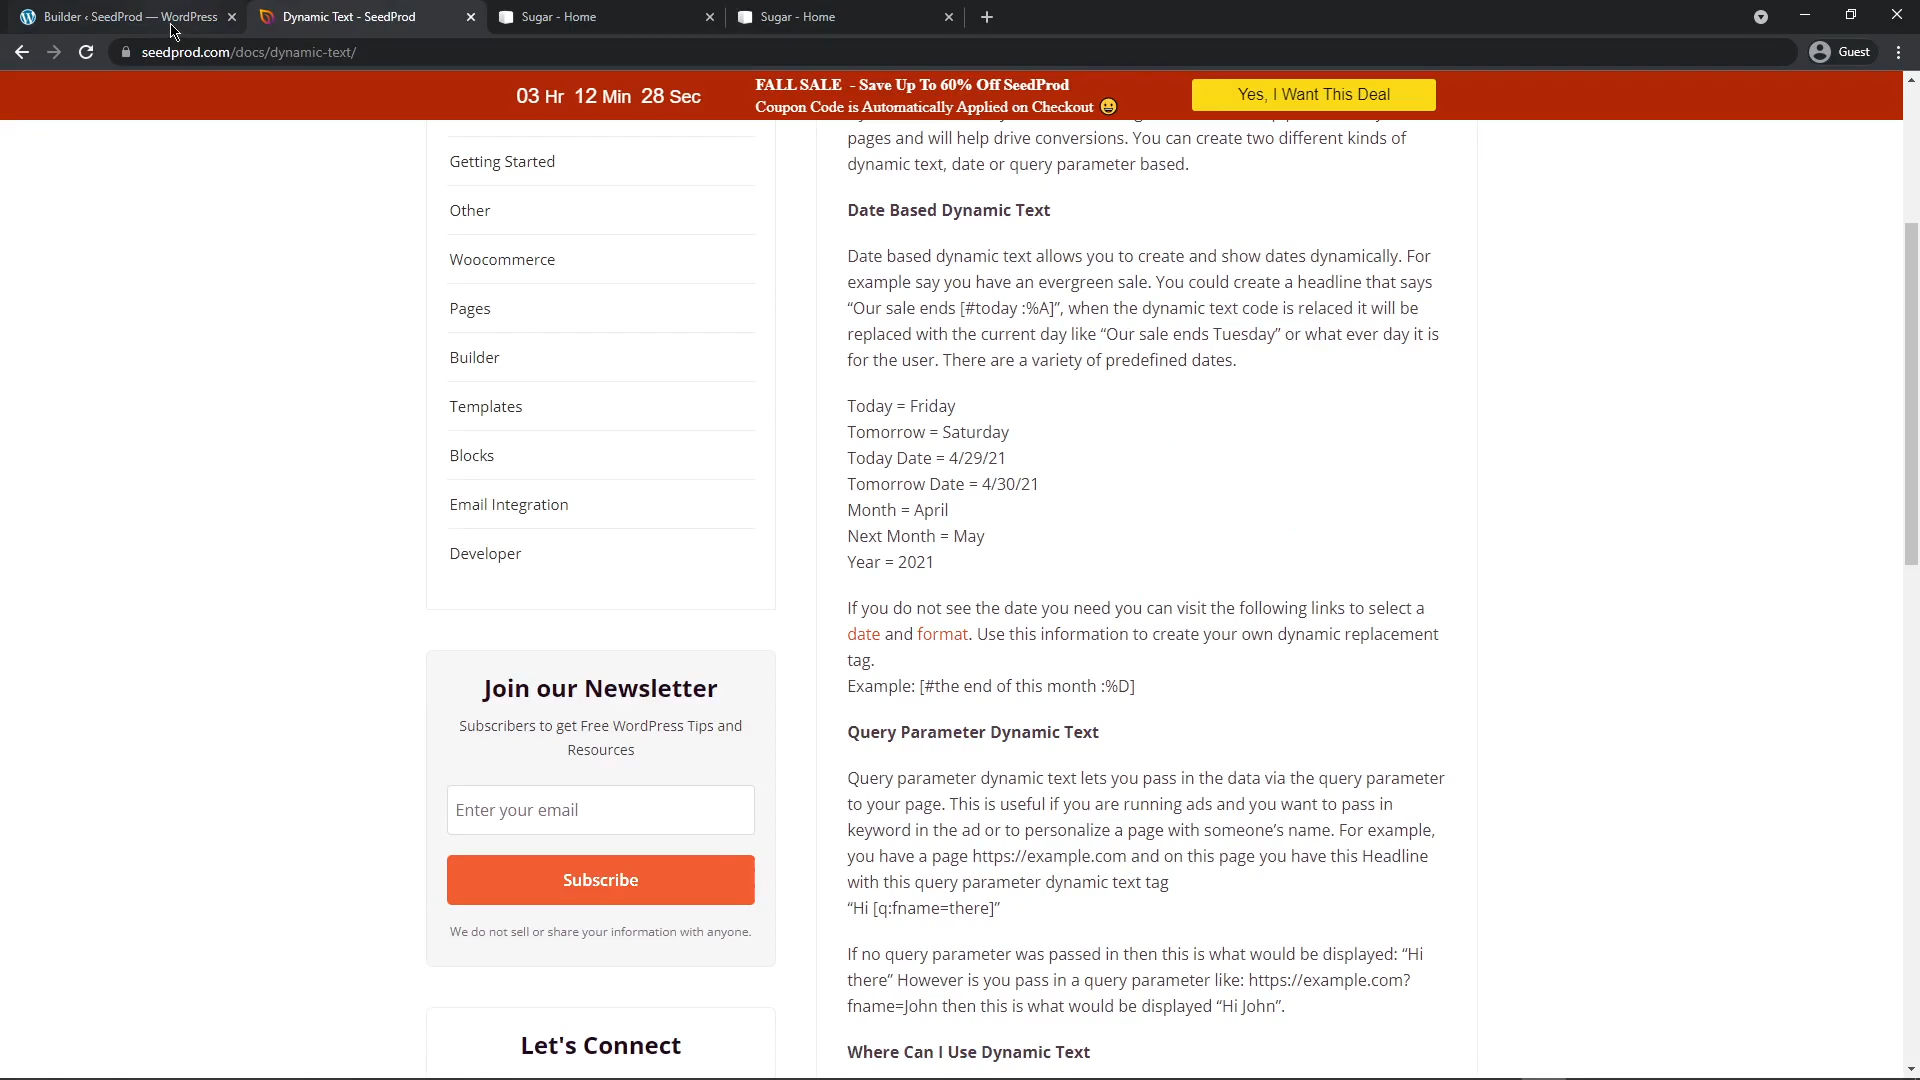 Builder ‹ SeedProd — WordPress
Dynamic Text - SeedProd
Sugar - Home
Sugar - Home
seedprod.com/docs/dynamic-text/
Guest
03 Hr 12 Min 28 Sec
FALL SALE - Save Up To 60% Off SeedProd
Coupon Code is Automatically Applied on Checkout 😀
Yes, I Want This Deal
Getting Started
Other
Woocommerce
Pages
Builder
Templates
Blocks
Email Integration
Developer
Join our Newsletter
Subscribers to get Free WordPress Tips and
Resources
Enter your email
Subscribe
We do not sell or share your information with anyone.
Let's Connect
pages and will help drive conversions. You can create two different kinds of
dynamic text, date or query parameter based.
Date Based Dynamic Text
Date based dynamic text allows you to create and show dates dynamically. For
example say you have an evergreen sale. You could create a headline that says
“Our sale ends [#today :%A]”, when the dynamic text code is relaced it will be
replaced with the current day like “Our sale ends Tuesday” or what ever day it is
for the user. There are a variety of predefined dates.
Today = Friday
Tomorrow = Saturday
Today Date = 4/29/21
Tomorrow Date = 4/30/21
Month = April
Next Month = May
Year = 2021
If you do not see the date you need you can visit the following links to select a
date and format. Use this information to create your own dynamic replacement
tag.
Example: [#the end of this month :%D]
Query Parameter Dynamic Text
Query parameter dynamic text lets you pass in the data via the query parameter
to your page. This is useful if you are running ads and you want to pass in
keyword in the ad or to personalize a page with someone’s name. For example,
you have a page https://example.com and on this page you have this Headline
with this query parameter dynamic text tag
“Hi [q:fname=there]”
If no query parameter was passed in then this is what would be displayed: “Hi
there” However is you pass in a query parameter like: https://example.com?
fname=John then this is what would be displayed “Hi John”.
Where Can I Use Dynamic Text